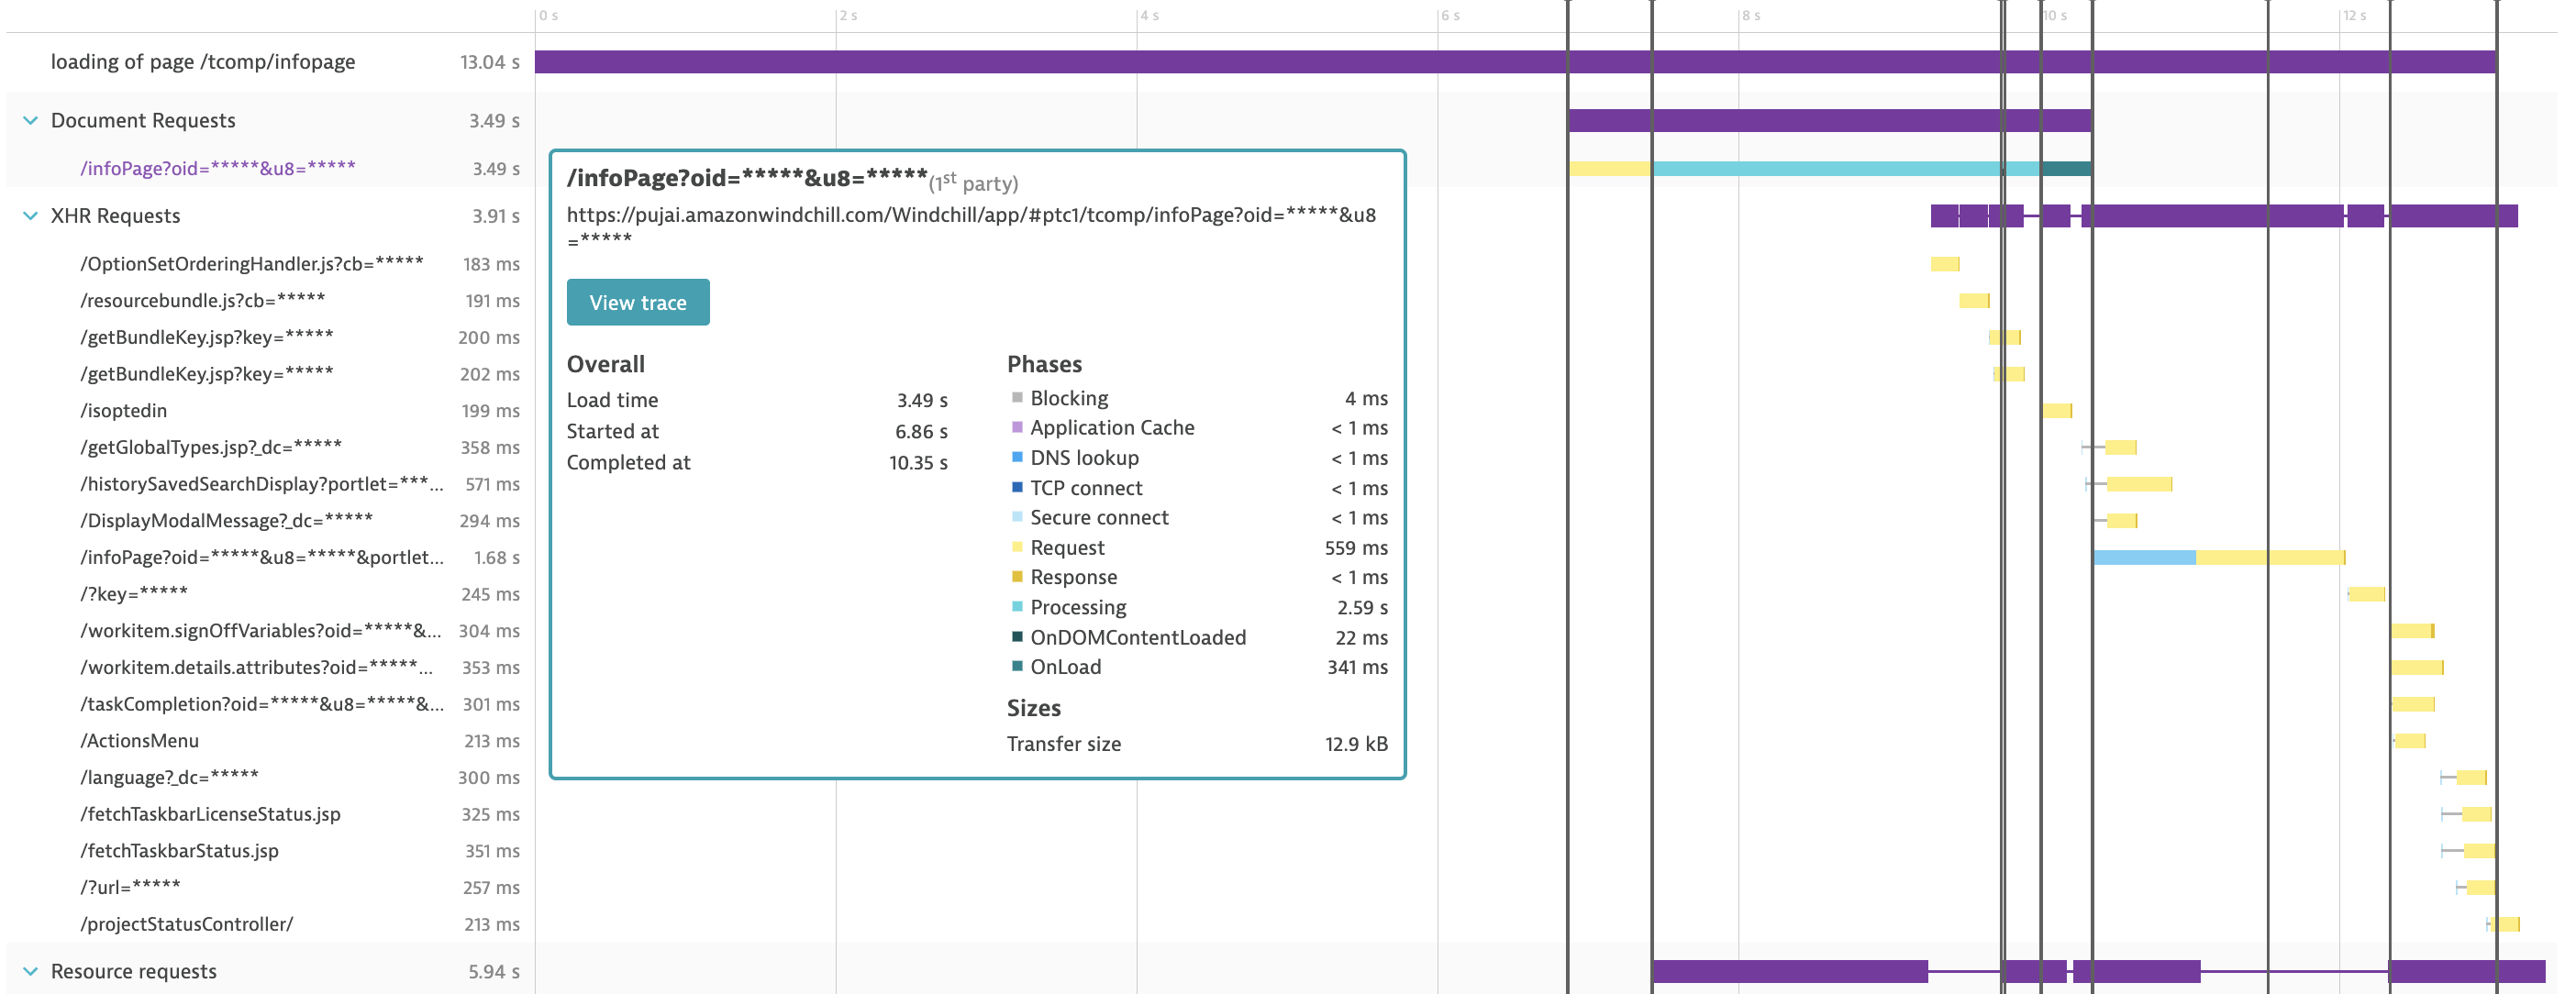 0 s 2 s 4 s 6 s 8 s 10 s 12 s
loading of page /tcomp/infopage 13.04 s
Document Requests 3.49 s
/infoPage?oid=*****&u8=***** 3.49 s
XHR Requests 3.91 s
/OptionSetOrderingHandler.js?cb=***** 183 ms
/resourcebundle.js?cb=***** 191 ms
/getBundleKey.jsp?key=***** 200 ms
/getBundleKey.jsp?key=***** 202 ms
/isoptedin 199 ms
/getGlobalTypes.jsp?_dc=***** 358 ms
/historySavedSearchDisplay?portlet=***... 571 ms
/DisplayModalMessage?_dc=***** 294 ms
/infoPage?oid=*****&u8=*****&portlet... 1.68 s
/?key=***** 245 ms
/workitem.signOffVariables?oid=*****&... 304 ms
/workitem.details.attributes?oid=*****... 353 ms
/taskCompletion?oid=*****&u8=*****&... 301 ms
/ActionsMenu 213 ms
/language?_dc=***** 300 ms
/fetchTaskbarLicenseStatus.jsp 325 ms
/fetchTaskbarStatus.jsp 351 ms
/?url=***** 257 ms
/projectStatusController/ 213 ms
Resource requests 5.94 s
/infoPage?oid=*****&u8=*****(1st party)
https://pujai.amazonwindchill.com/Windchill/app/#ptc1/tcomp/infoPage?oid=*****&u8
=*****
View trace
Overall
Load time 3.49 s
Started at 6.86 s
Completed at 10.35 s
Phases
Blocking 4 ms
Application Cache < 1 ms
DNS lookup < 1 ms
TCP connect < 1 ms
Secure connect < 1 ms
Request 559 ms
Response < 1 ms
Processing 2.59 s
OnDOMContentLoaded 22 ms
OnLoad 341 ms
Sizes
Transfer size 12.9 kB